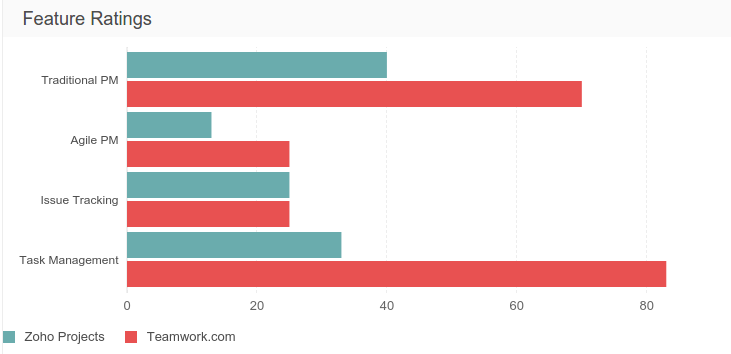 Feature Ratings
Traditional PM
Agile PM
Issue Tracking
Task Management
0 20 40 60 80
Zoho Projects Teamwork.com